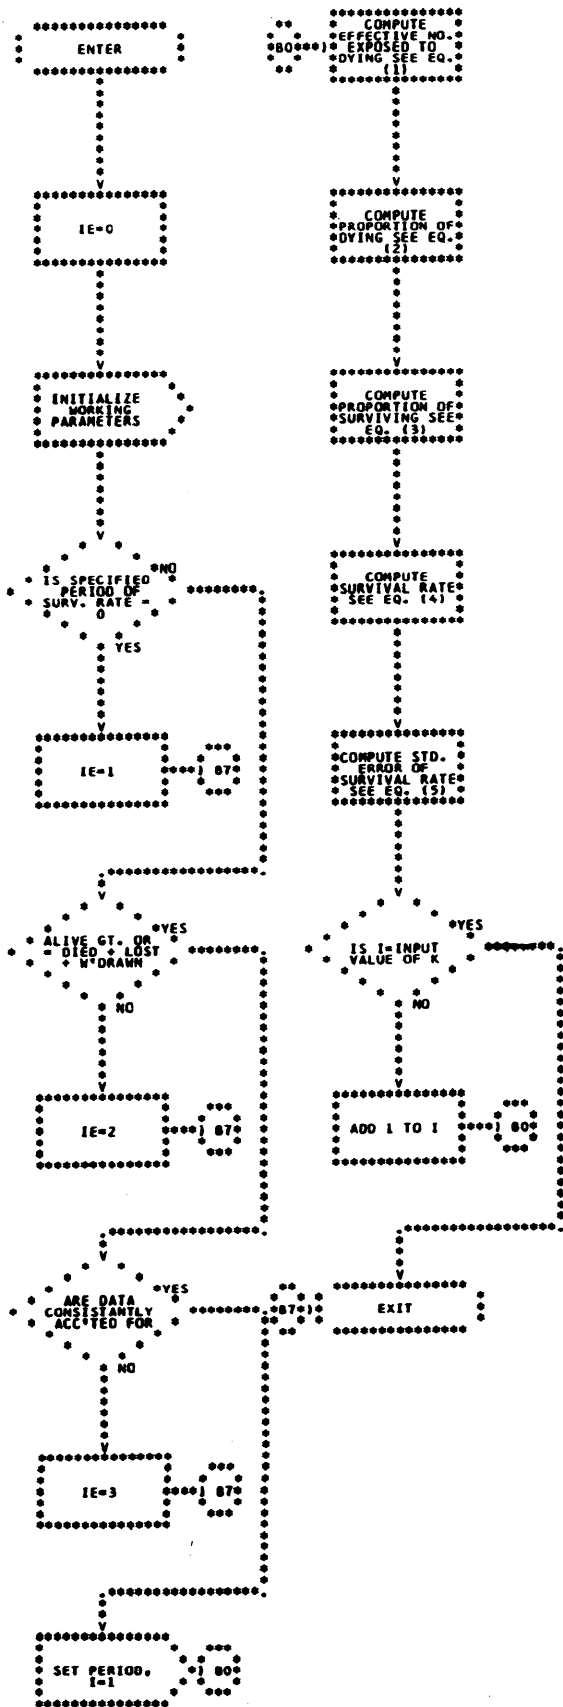 ENTER
IE=0
INITIALIZE
WORKING
PARAMETERS
IS SPECIFIED
PERIOD OF
SURV. RATE =
0
NO
YES
IE=1
B7
ALIVE GT. OR
= DIED + LOST
+ W'DRAWN
YES
NO
IE=2
B7
ARE DATA
CONSISTANTLY
ACC'TED FOR
YES
NO
IE=3
B7
SET PERIOD,
I=1
B0
B0
COMPUTE
EFFECTIVE NO.
EXPOSED TO
DYING SEE EQ.
(1)
COMPUTE
PROPORTION OF
DYING SEE EQ.
(2)
COMPUTE
PROPORTION OF
SURVIVING SEE
EQ. (3)
COMPUTE
SURVIVAL RATE
SEE EQ. (4)
COMPUTE STD.
ERROR OF
SURVIVAL RATE
SEE EQ. (5)
IS I=INPUT
VALUE OF K
YES
NO
ADD 1 TO I
B0
B7
EXIT